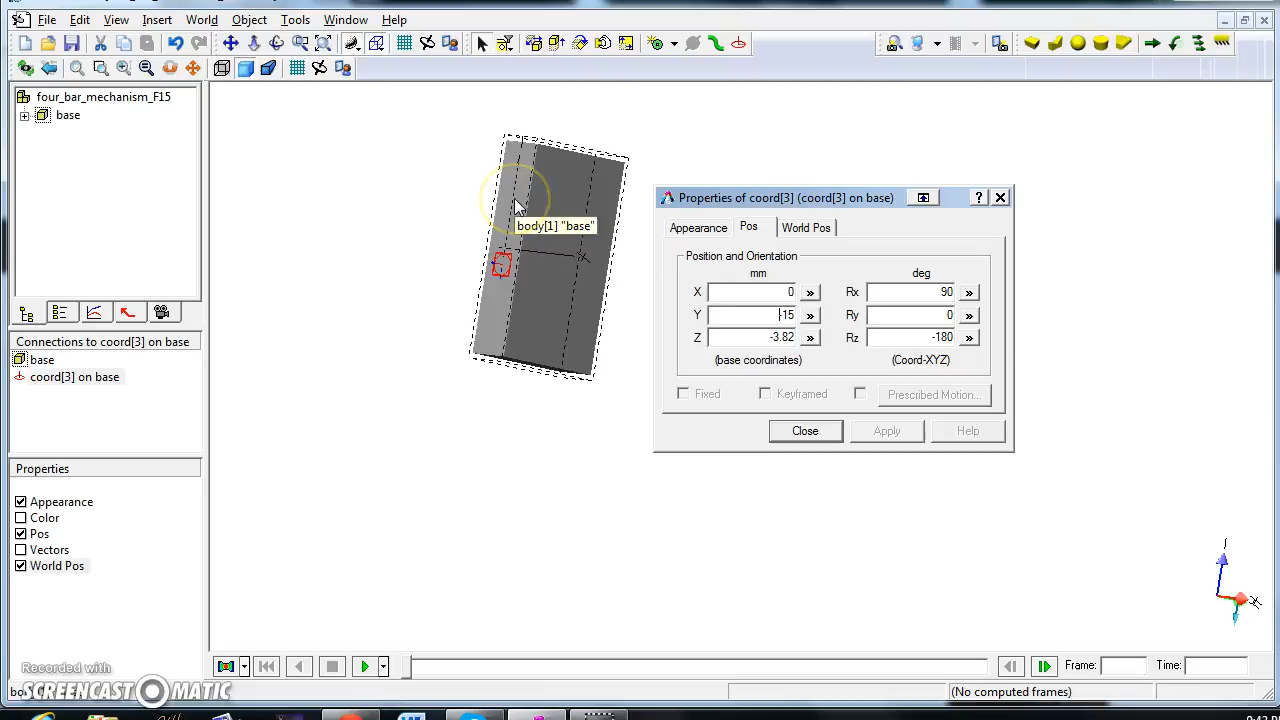 File Edit View Insert World Object Tools Window Help
four_bar_mechanism_F15
base
Connections to coord[3] on base
base
coord[3] on base
Properties
Appearance
Color
Pos
Vectors
World Pos
body[1] "base"
Properties of coord[3] (coord[3] on base)
Appearance Pos World Pos
Position and Orientation
mm deg
X 0 Rx 90
Y -15 Ry 0
Z -3.82 Rz -180
(base coordinates) (Coord-XYZ)
Fixed Keyframed Prescribed Motion...
Close Apply Help
X
Frame: Time:
(No computed frames)
Recorded with
SCREENCAST MATIC